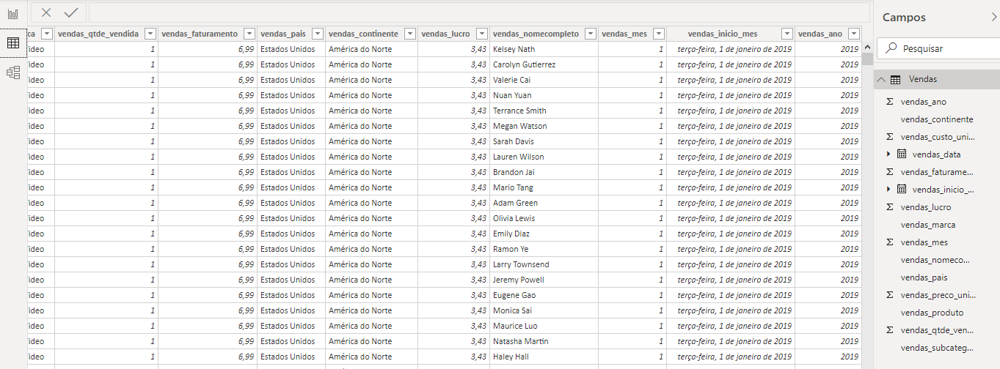 Campos
Pesquisar
ca vendas_qtde_vendida vendas_faturamento vendas_pais vendas_continente vendas_lucro vendas_nomecompleto vendas_mes vendas_inicio_mes vendas_ano
ideo 1 6,99 Estados Unidos América do Norte 3,43 Kelsey Nath 1 terça-feira, 1 de janeiro de 2019 2019
ideo 1 6,99 Estados Unidos América do Norte 3,43 Carolyn Gutierrez 1 terça-feira, 1 de janeiro de 2019 2019
ideo 1 6,99 Estados Unidos América do Norte 3,43 Valerie Cai 1 terça-feira, 1 de janeiro de 2019 2019
ideo 1 6,99 Estados Unidos América do Norte 3,43 Nuan Yuan 1 terça-feira, 1 de janeiro de 2019 2019
ideo 1 6,99 Estados Unidos América do Norte 3,43 Terrance Smith 1 terça-feira, 1 de janeiro de 2019 2019
ideo 1 6,99 Estados Unidos América do Norte 3,43 Megan Watson 1 terça-feira, 1 de janeiro de 2019 2019
ideo 1 6,99 Estados Unidos América do Norte 3,43 Sarah Davis 1 terça-feira, 1 de janeiro de 2019 2019
ideo 1 6,99 Estados Unidos América do Norte 3,43 Lauren Wilson 1 terça-feira, 1 de janeiro de 2019 2019
ideo 1 6,99 Estados Unidos América do Norte 3,43 Brandon Jai 1 terça-feira, 1 de janeiro de 2019 2019
ideo 1 6,99 Estados Unidos América do Norte 3,43 Mario Tang 1 terça-feira, 1 de janeiro de 2019 2019
ideo 1 6,99 Estados Unidos América do Norte 3,43 Adam Green 1 terça-feira, 1 de janeiro de 2019 2019
ideo 1 6,99 Estados Unidos América do Norte 3,43 Olivia Lewis 1 terça-feira, 1 de janeiro de 2019 2019
ideo 1 6,99 Estados Unidos América do Norte 3,43 Emily Diaz 1 terça-feira, 1 de janeiro de 2019 2019
ideo 1 6,99 Estados Unidos América do Norte 3,43 Ramon Ye 1 terça-feira, 1 de janeiro de 2019 2019
ideo 1 6,99 Estados Unidos América do Norte 3,43 Larry Townsend 1 terça-feira, 1 de janeiro de 2019 2019
ideo 1 6,99 Estados Unidos América do Norte 3,43 Jeremy Powell 1 terça-feira, 1 de janeiro de 2019 2019
ideo 1 6,99 Estados Unidos América do Norte 3,43 Eugene Gao 1 terça-feira, 1 de janeiro de 2019 2019
ideo 1 6,99 Estados Unidos América do Norte 3,43 Monica Sai 1 terça-feira, 1 de janeiro de 2019 2019
ideo 1 6,99 Estados Unidos América do Norte 3,43 Maurice Luo 1 terça-feira, 1 de janeiro de 2019 2019
ideo 1 6,99 Estados Unidos América do Norte 3,43 Natasha Martin 1 terça-feira, 1 de janeiro de 2019 2019
ideo 1 6,99 Estados Unidos América do Norte 3,43 Haley Hall 1 terça-feira, 1 de janeiro de 2019 2019
Vendas
Σ vendas_ano
vendas_continente
Σ vendas_custo_uni...
vendas_data
Σ vendas_faturame...
vendas_inicio_...
Σ vendas_lucro
vendas_marca
Σ vendas_mes
vendas_nomeco...
vendas_pais
Σ vendas_preco_uni...
vendas_produto
Σ vendas_qtde_ven...
vendas_subcateg...